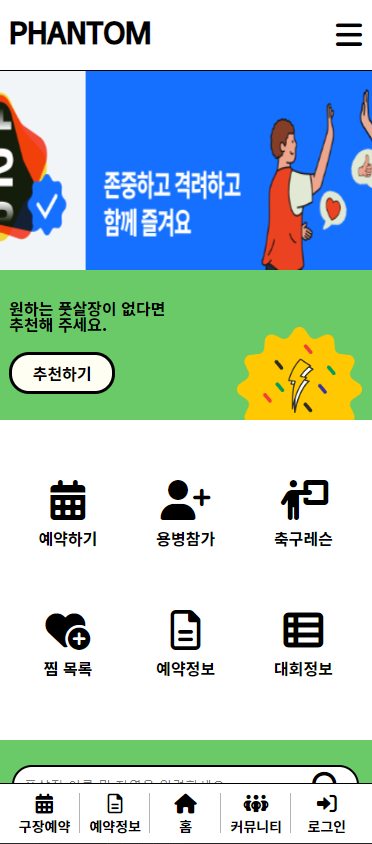 PHANTOM
존중하고 격려하고
함께 즐겨요
원하는 풋살장이 없다면
추천해 주세요.
추천하기
예약하기
용병참가
축구레슨
찜 목록
예약정보
대회정보
구장예약
예약정보
홈
커뮤니티
로그인